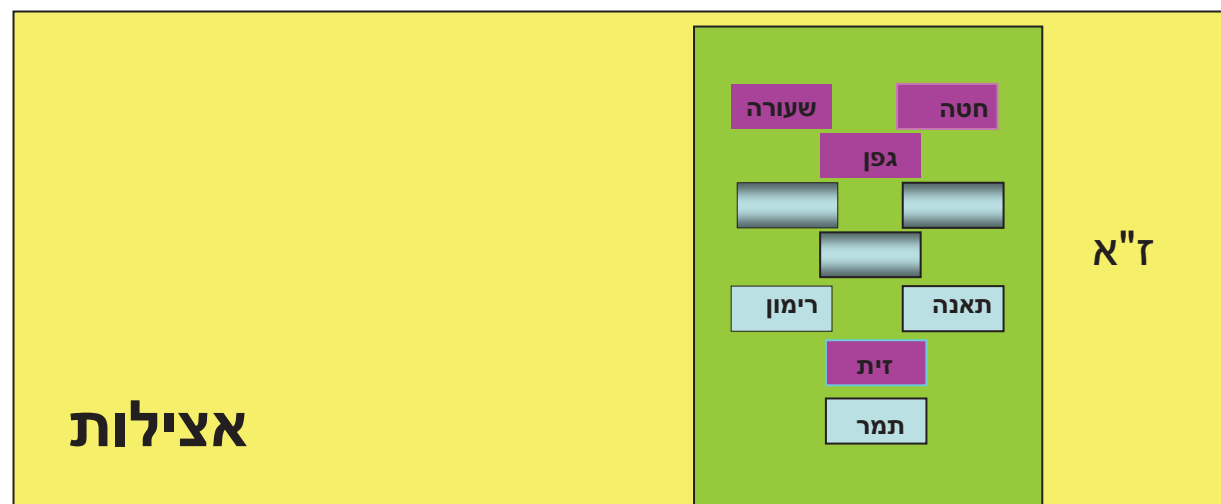 חטה
שעורה
גפן
ז"א
תאנה
רימון
זית
תמר
אצילות